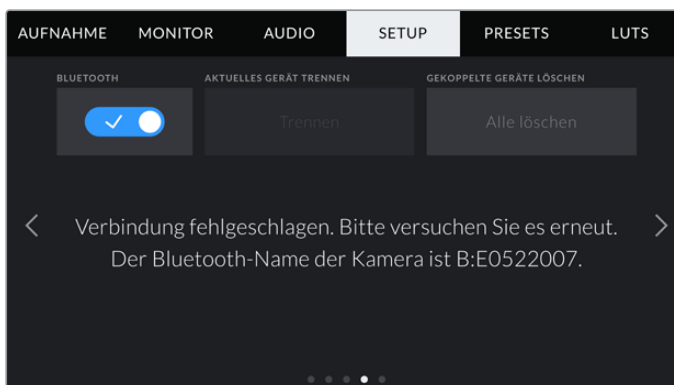 AUFNAHME MONITOR AUDIO SETUP PRESETS LUTS
BLUETOOTH AKTUELLES GERÄT TRENNEN GEKOPPELTE GERÄTE LÖSCHEN
Trennen Alle löschen
Verbindung fehlgeschlagen. Bitte versuchen Sie es erneut.
Der Bluetooth-Name der Kamera ist B:E0522007.